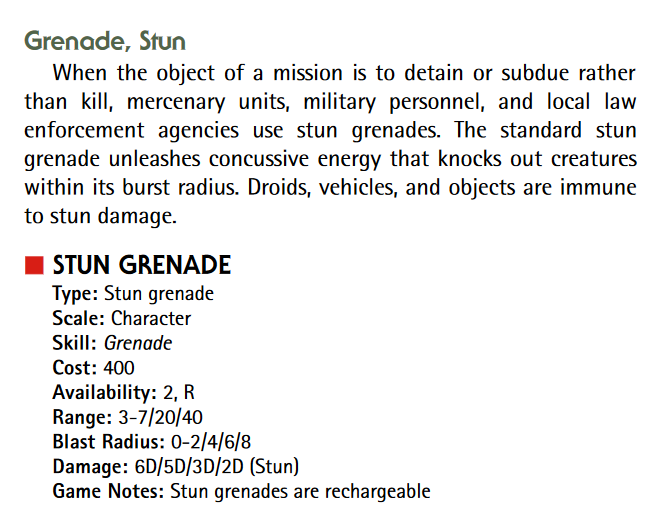 Grenade, Stun
When the object of a mission is to detain or subdue rather
than kill, mercenary units, military personnel, and local law
enforcement agencies use stun grenades. The standard stun
grenade unleashes concussive energy that knocks out creatures
within its burst radius. Droids, vehicles, and objects are immune
to stun damage.
STUN GRENADE
Type: Stun grenade
Scale: Character
Skill: Grenade
Cost: 400
Availability: 2, R
Range: 3-7/20/40
Blast Radius: 0-2/4/6/8
Damage: 6D/5D/3D/2D (Stun)
Game Notes: Stun grenades are rechargeable